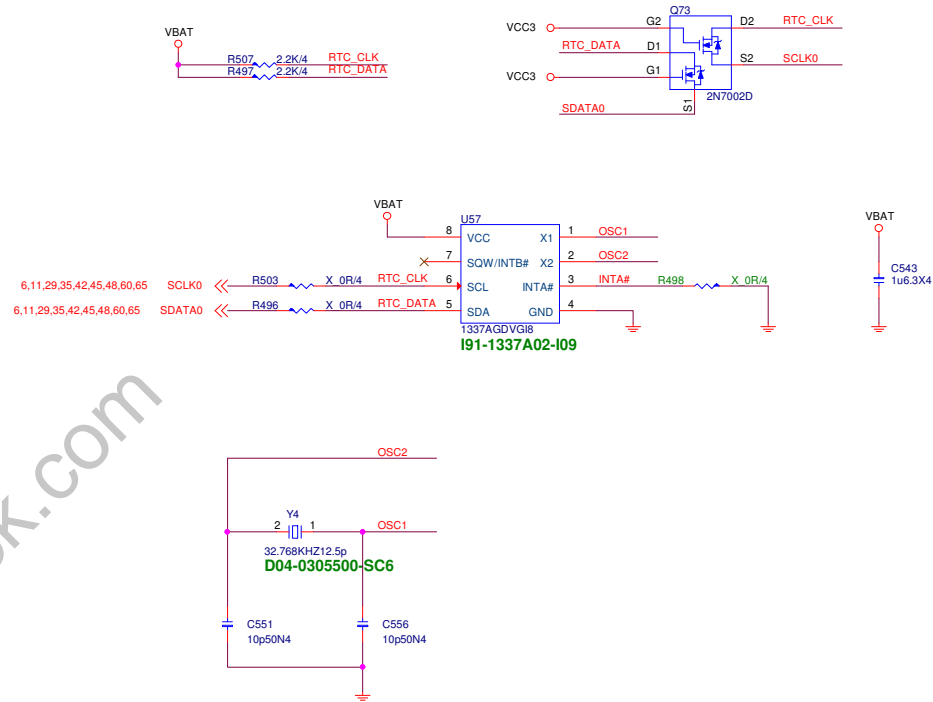 VBAT
R507 2.2K/4 RTC_CLK
R497 2.2K/4 RTC_DATA
Q73
VCC3 G2 D2 RTC_CLK
RTC_DATA D1
S2 SCLK0
VCC3 G1
2N7002D
SDATA0 S1
VBAT
U57
8 VCC X1 1 OSC1
7 SQW/INTB# X2 2 OSC2
6,11,29,35,42,45,48,60,65 SCLK0 R503 X_0R/4 RTC_CLK 6 SCL INTA# 3 INTA# R498 X_0R/4
6,11,29,35,42,45,48,60,65 SDATA0 R496 X_0R/4 RTC_DATA 5 SDA GND 4
1337AGDVGI8
I91-1337A02-I09
VBAT
C543
1u6.3X4
k.com
OSC2
Y4
2 1 OSC1
32.768KHZ12.5p
D04-0305500-SC6
C551
10p50N4
C556
10p50N4